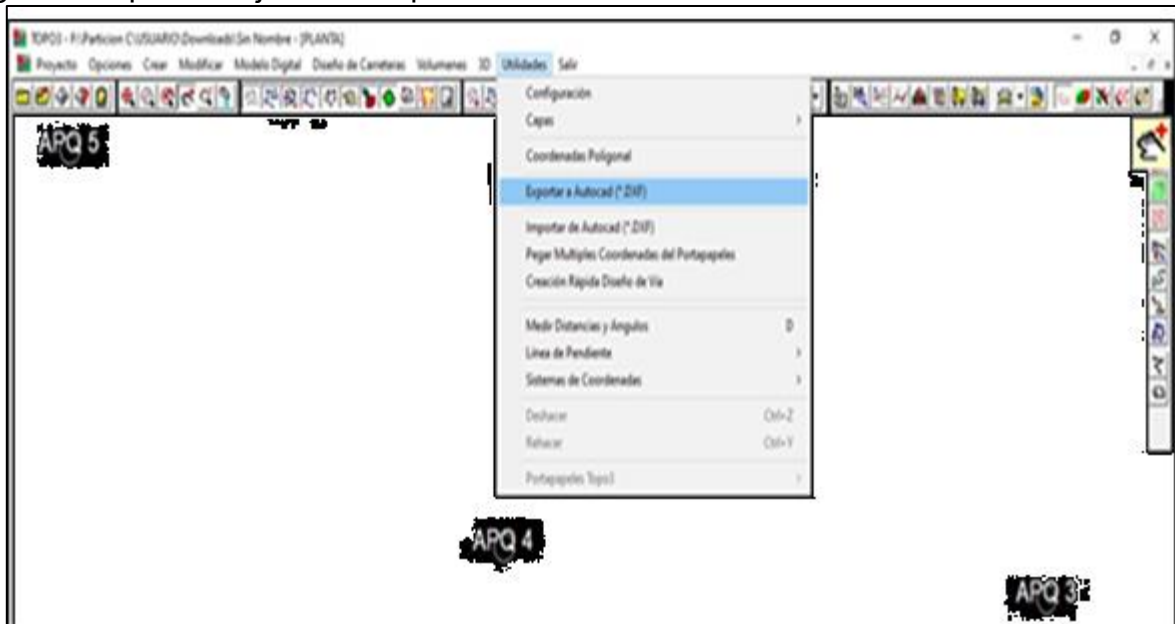 TOPO3 - F:\Particion C\USUARIO\Downloads\Sin Nombre - [PLANTA]
Proyecto Opciones Crear Modificar Modelo Digital Diseño de Carreteras Volumenes 3D Utilidades Salir
Configuración
Capas
Coordenadas Poligonal
Exportar a Autocad (*.DXF)
Importar de Autocad (*.DXF)
Pegar Multiples Coordenadas del Portapapeles
Creación Rápida Diseño de Vía
Medir Distancias y Angulos D
Linea de Pendiente
Sistemas de Coordenadas
Deshacer Ctrl+Z
Rehacer Ctrl+Y
Portapapeles Topo3
APQ 5
APQ 4
APQ 3